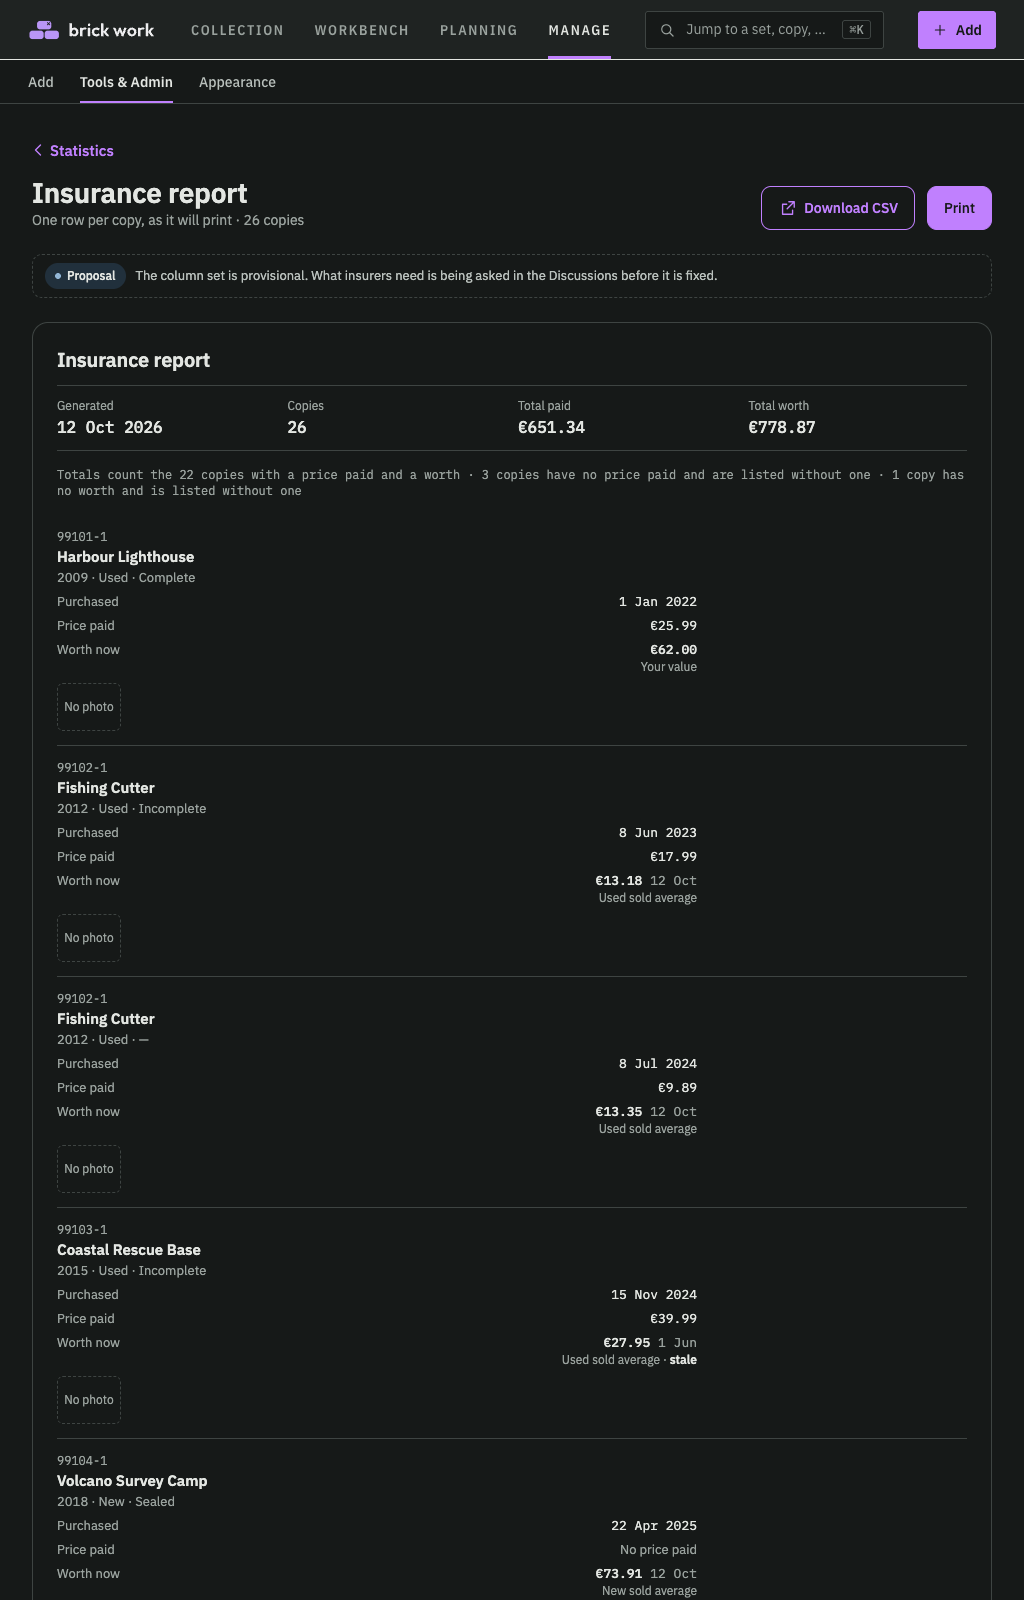 brick work
COLLECTION
WORKBENCH
PLANNING
MANAGE
Jump to a set, copy, ...
⌘K
+ Add
Add
Tools & Admin
Appearance
Statistics
Insurance report
One row per copy, as it will print · 26 copies
Download CSV
Print
Proposal
The column set is provisional. What insurers need is being asked in the Discussions before it is fixed.
Insurance report
Generated
Copies
Total paid
Total worth
12 Oct 2026
26
€651.34
€778.87
Totals count the 22 copies with a price paid and a worth · 3 copies have no price paid and are listed without one · 1 copy has
no worth and is listed without one
99101-1
Harbour Lighthouse
2009 · Used · Complete
Purchased
1 Jan 2022
Price paid
€25.99
Worth now
€62.00
Your value
No photo
99102-1
Fishing Cutter
2012 · Used · Incomplete
Purchased
8 Jun 2023
Price paid
€17.99
Worth now
€13.18 12 Oct
Used sold average
No photo
99102-1
Fishing Cutter
2012 · Used · —
Purchased
8 Jul 2024
Price paid
€9.89
Worth now
€13.35 12 Oct
Used sold average
No photo
99103-1
Coastal Rescue Base
2015 · Used · Incomplete
Purchased
15 Nov 2024
Price paid
€39.99
Worth now
€27.95 1 Jun
Used sold average · stale
No photo
99104-1
Volcano Survey Camp
2018 · New · Sealed
Purchased
22 Apr 2025
Price paid
No price paid
Worth now
€73.91 12 Oct
New sold average